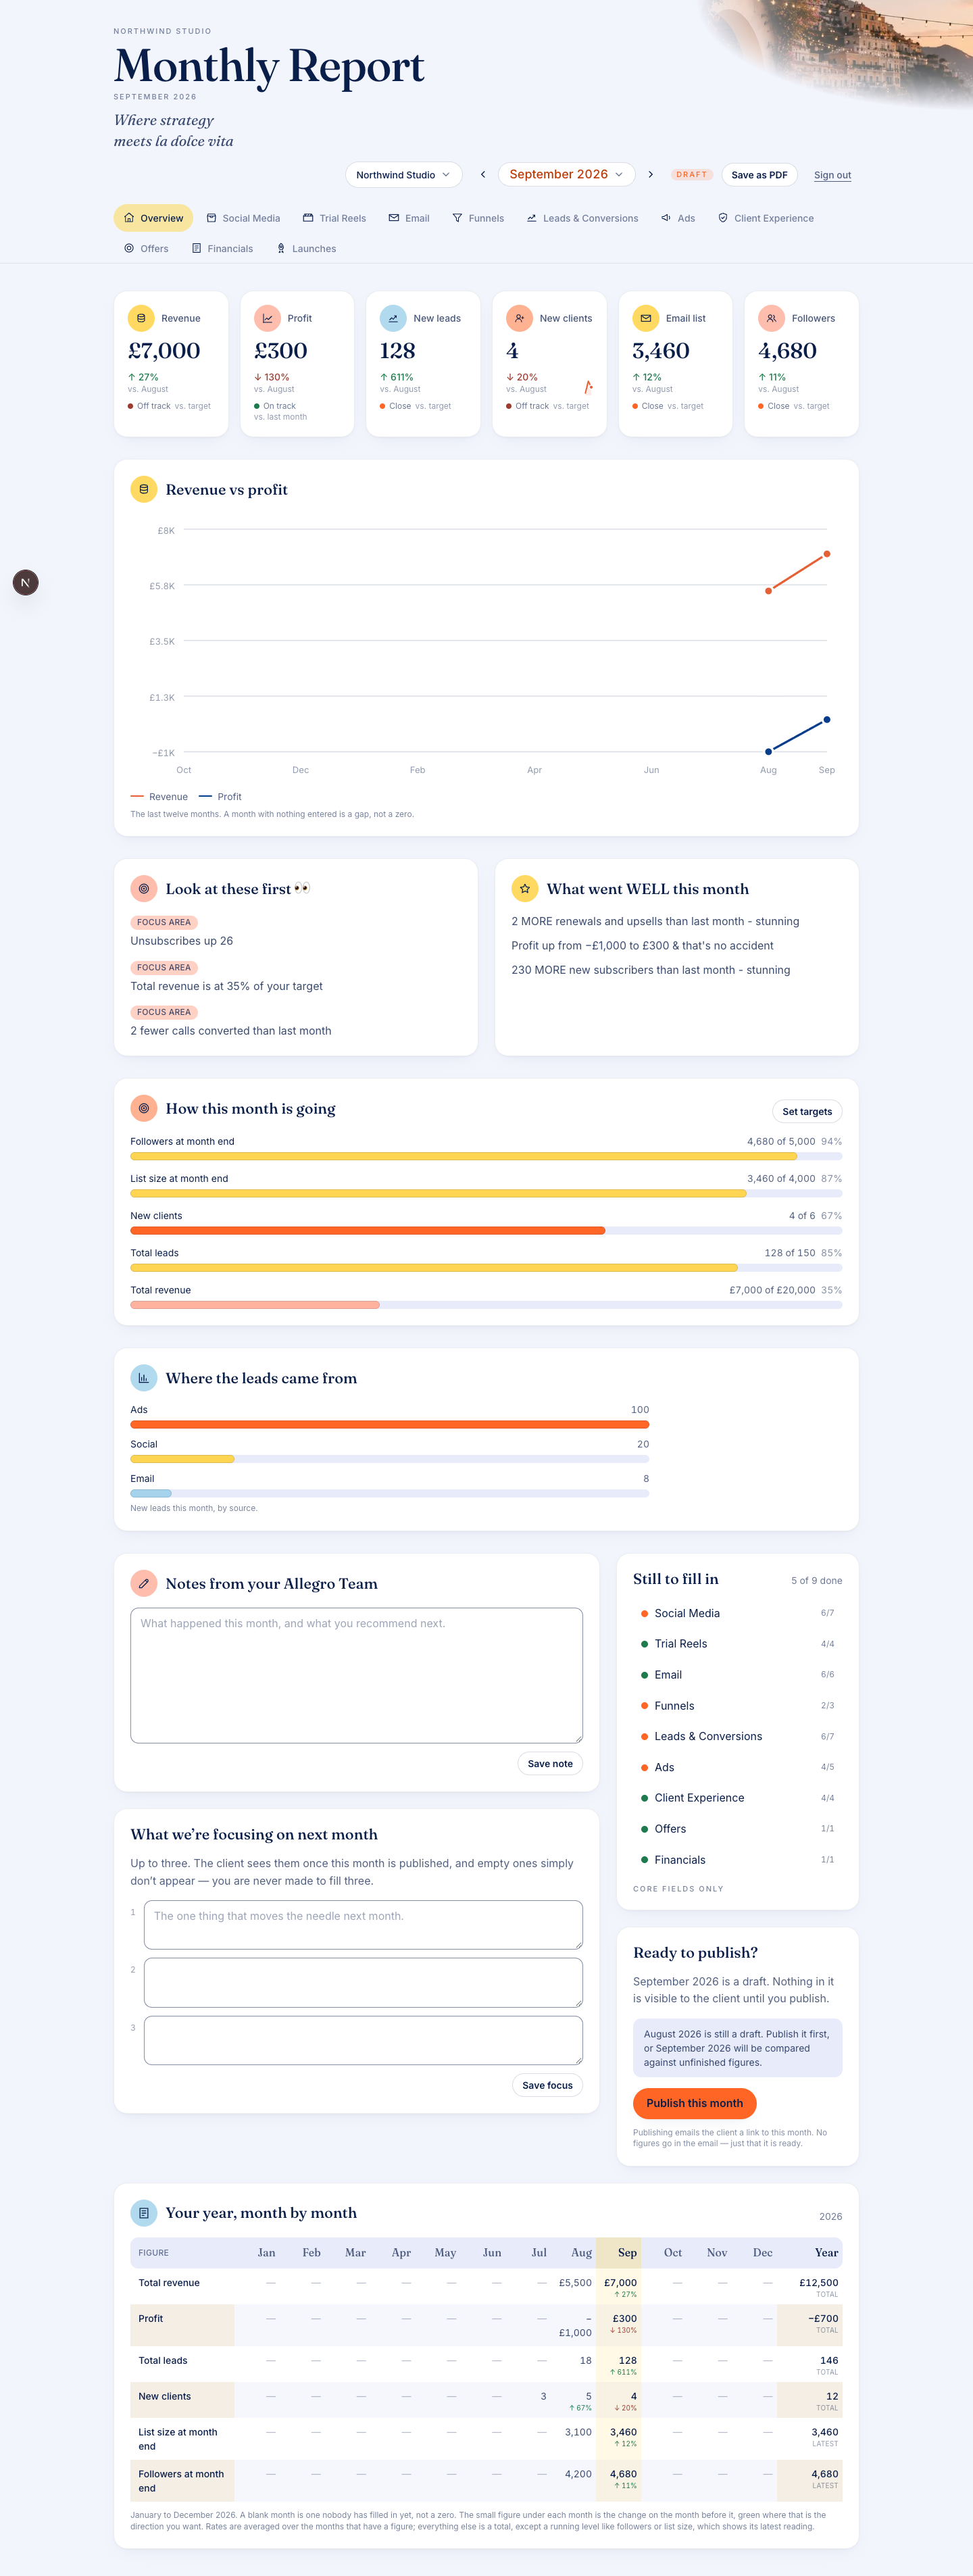 NORTHWIND STUDIO
Monthly Report
SEPTEMBER 2026
Where strategy
meets la dolce vita
Northwind Studio
September 2026
DRAFT
Save as PDF
Sign out
Overview
Social Media
Trial Reels
Email
Funnels
Leads & Conversions
Ads
Client Experience
Offers
Financials
Launches
Revenue
£7,000
↑ 27%
vs. August
Off track vs. target
Profit
£300
↓ 130%
vs. August
On track
vs. last month
New leads
128
↑ 611%
vs. August
Close vs. target
New clients
4
↓ 20%
vs. August
Off track vs. target
Email list
3,460
↑ 12%
vs. August
Close vs. target
Followers
4,680
↑ 11%
vs. August
Close vs. target
N
Revenue vs profit
£8K
£5.8K
£3.5K
£1.3K
−£1K
Oct Dec Feb Apr Jun Aug Sep
Revenue Profit
The last twelve months. A month with nothing entered is a gap, not a zero.
Look at these first 👀
FOCUS AREA
Unsubscribes up 26
FOCUS AREA
Total revenue is at 35% of your target
FOCUS AREA
2 fewer calls converted than last month
What went WELL this month
2 MORE renewals and upsells than last month - stunning
Profit up from −£1,000 to £300 & that's no accident
230 MORE new subscribers than last month - stunning
How this month is going
Set targets
Followers at month end 4,680 of 5,000 94%
List size at month end 3,460 of 4,000 87%
New clients 4 of 6 67%
Total leads 128 of 150 85%
Total revenue £7,000 of £20,000 35%
Where the leads came from
Ads 100
Social 20
Email 8
New leads this month, by source.
Notes from your Allegro Team
What happened this month, and what you recommend next.
Save note
What we’re focusing on next month
Up to three. The client sees them once this month is published, and empty ones simply
don’t appear — you are never made to fill three.
1 The one thing that moves the needle next month.
2
3
Save focus
Still to fill in 5 of 9 done
Social Media 6/7
Trial Reels 4/4
Email 6/6
Funnels 2/3
Leads & Conversions 6/7
Ads 4/5
Client Experience 4/4
Offers 1/1
Financials 1/1
CORE FIELDS ONLY
Ready to publish?
September 2026 is a draft. Nothing in it
is visible to the client until you publish.
August 2026 is still a draft. Publish it first,
or September 2026 will be compared
against unfinished figures.
Publish this month
Publishing emails the client a link to this month. No
figures go in the email — just that it is ready.
Your year, month by month 2026
FIGURE Jan Feb Mar Apr May Jun Jul Aug Sep Oct Nov Dec Year
Total revenue — — — — — — — £5,500 £7,000 — — — £12,500
↑ 27% TOTAL
Profit — — — — — — — − £300 — — — −£700
£1,000 ↓ 130% TOTAL
Total leads — — — — — — — 18 128 — — — 146
↑ 611% TOTAL
New clients — — — — — — 3 5 4 — — — 12
↑ 67% ↓ 20% TOTAL
List size at month — — — — — — — 3,100 3,460 — — — 3,460
end ↑ 12% LATEST
Followers at month — — — — — — — 4,200 4,680 — — — 4,680
end ↑ 11% LATEST
January to December 2026. A blank month is one nobody has filled in yet, not a zero. The small figure under each month is the change on the month before it, green where that is the
direction you want. Rates are averaged over the months that have a figure; everything else is a total, except a running level like followers or list size, which shows its latest reading.